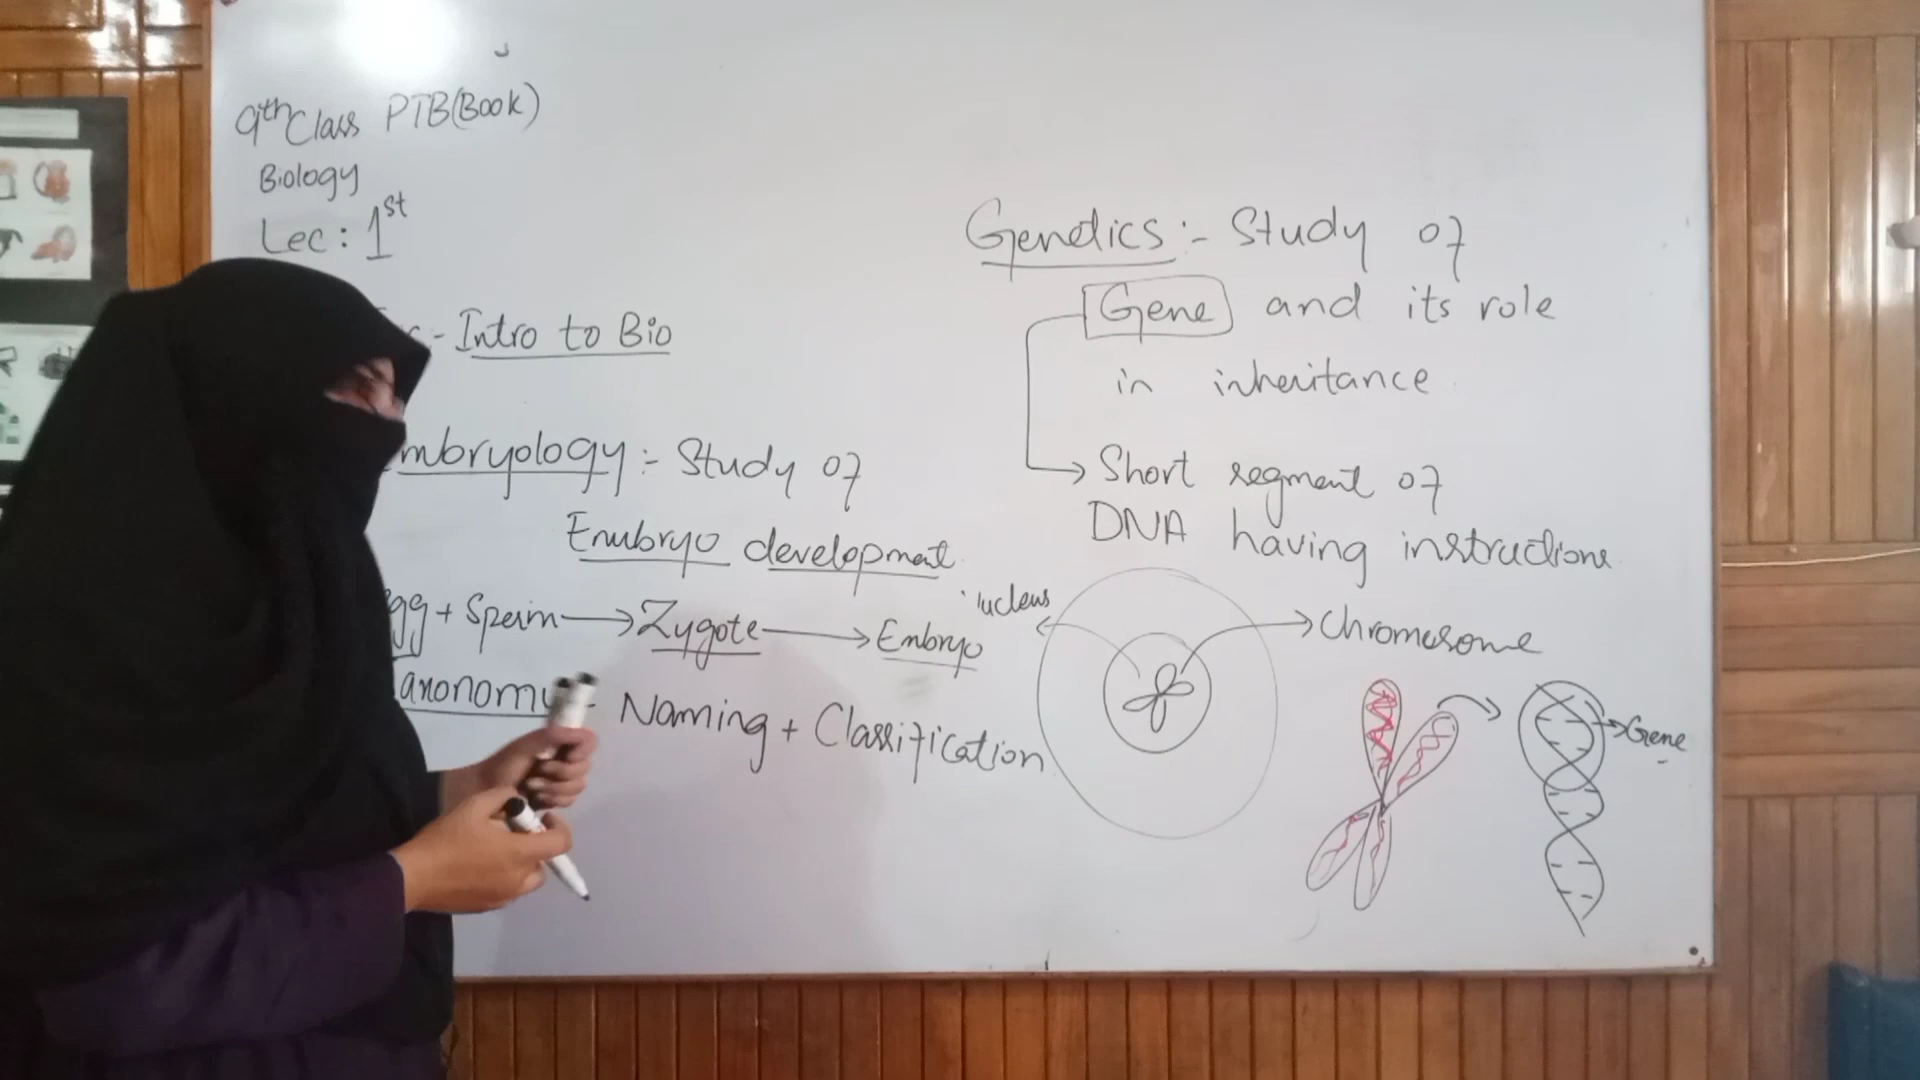 9th Class PTB(Book)
Biology
Lec: 1st
- Intro to Bio
mbryology:- Study of
Embryo development
gg + Sperm → Zygote → Embryo
axonomy - Naming + Classification
Genetics:- Study of
Gene and its role
in inheritance
→ Short segment of
DNA having instructions
nucleus
→ Chromosome
→ Gene